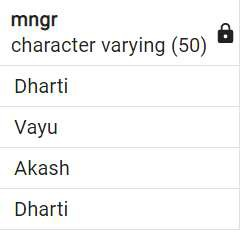 mngr
character varying (50)
Dharti
Vayu
Akash
Dharti